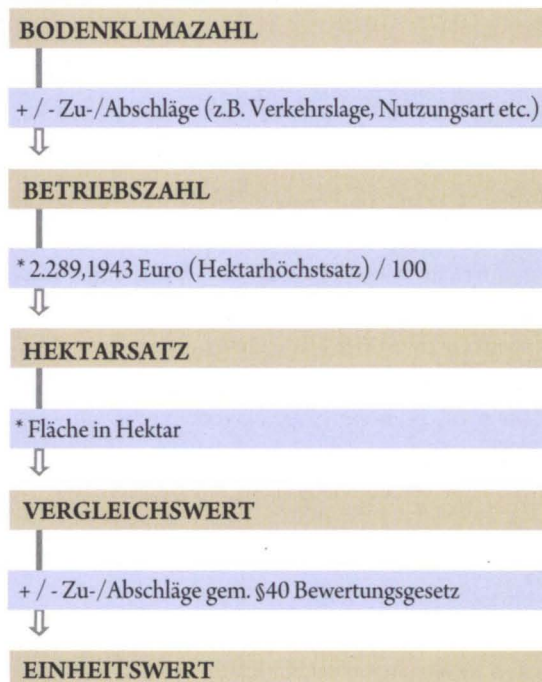 BODENKLIMAZAHL
+ / - Zu-/Abschläge (z.B. Verkehrslage, Nutzungsart etc.)
BETRIEBSZAHL
* 2.289,1943 Euro (Hektarhöchstsatz) / 100
HEKTARSATZ
* Fläche in Hektar
VERGLEICHSWERT
+ / - Zu-/Abschläge gem. §40 Bewertungsgesetz
EINHEITSWERT